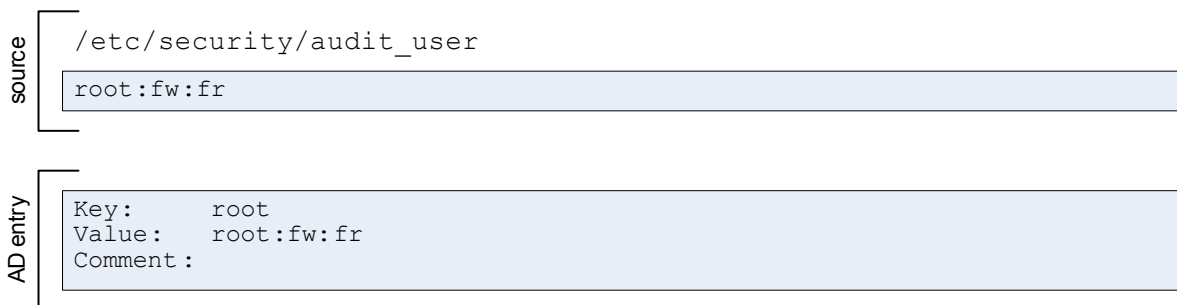 source
/etc/security/audit_user
root:fw:fr
AD entry
Key: root
Value: root:fw:fr
Comment: